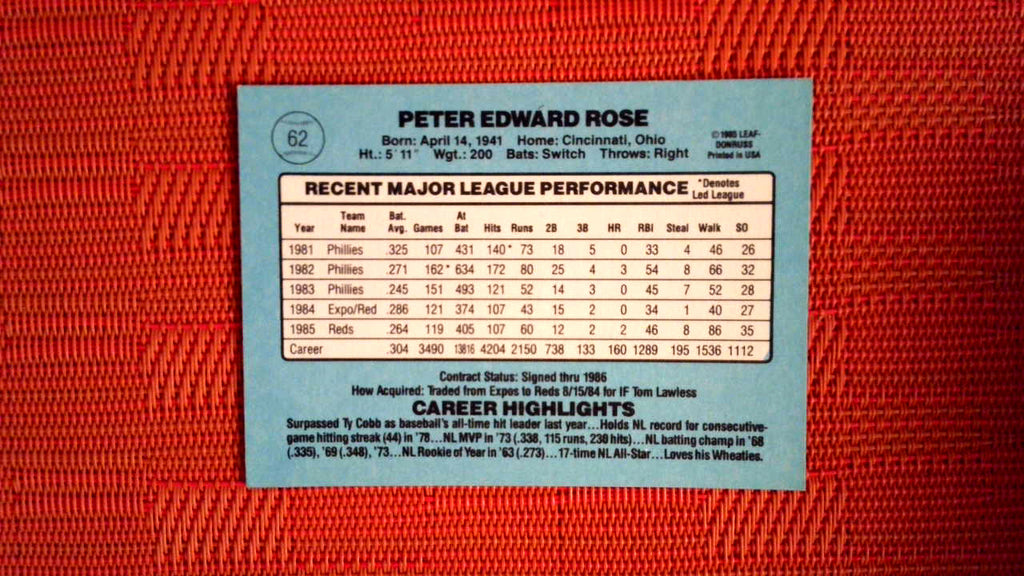 62
PETER EDWARD ROSE
Born: April 14, 1941 Home: Cincinnati, Ohio
Ht.: 5' 11" Wgt.: 200 Bats: Switch Throws: Right
© 1985 LEAF-
DONRUSS
Printed in USA
RECENT MAJOR LEAGUE PERFORMANCE *Denotes
Led League
Year Team Name Bat. Avg. Games At Bat Hits Runs 2B 3B HR RBI Steal Walk SO
1981 Phillies .325 107 431 140* 73 18 5 0 33 4 46 26
1982 Phillies .271 162* 634 172 80 25 4 3 54 8 66 32
1983 Phillies .245 151 493 121 52 14 3 0 45 7 52 28
1984 Expo/Red .286 121 374 107 43 15 2 0 34 1 40 27
1985 Reds .264 119 405 107 60 12 2 2 46 8 86 35
Career .304 3490 13816 4204 2150 738 133 160 1289 195 1536 1112
Contract Status: Signed thru 1986
How Acquired: Traded from Expos to Reds 8/15/84 for IF Tom Lawless
CAREER HIGHLIGHTS
Surpassed Ty Cobb as baseball's all-time hit leader last year...Holds NL record for consecutive-
game hitting streak (44) in '78...NL MVP in '73 (.338, 115 runs, 230 hits)...NL batting champ in '68
(.335), '69 (.348), '73...NL Rookie of Year in '63 (.273)...17-time NL All-Star...Loves his Wheaties.